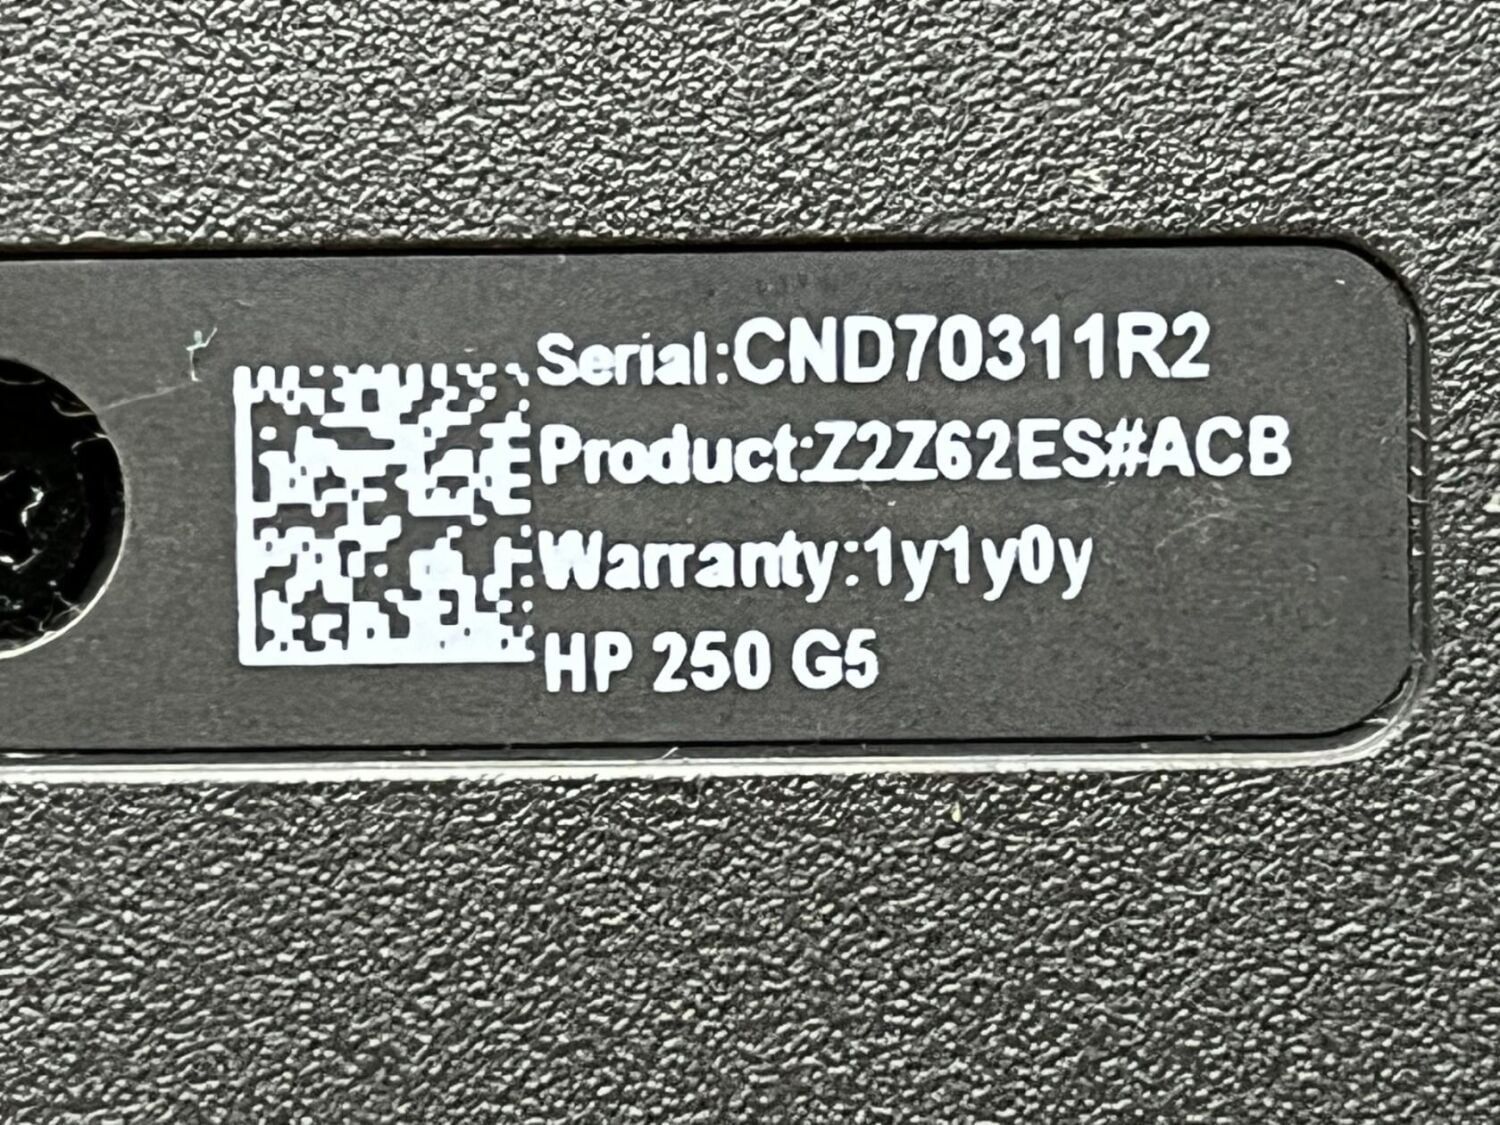 Serial:CND70311R2
Product:Z2Z62ES#ACB
Warranty:1y1y0y
HP 250 G5